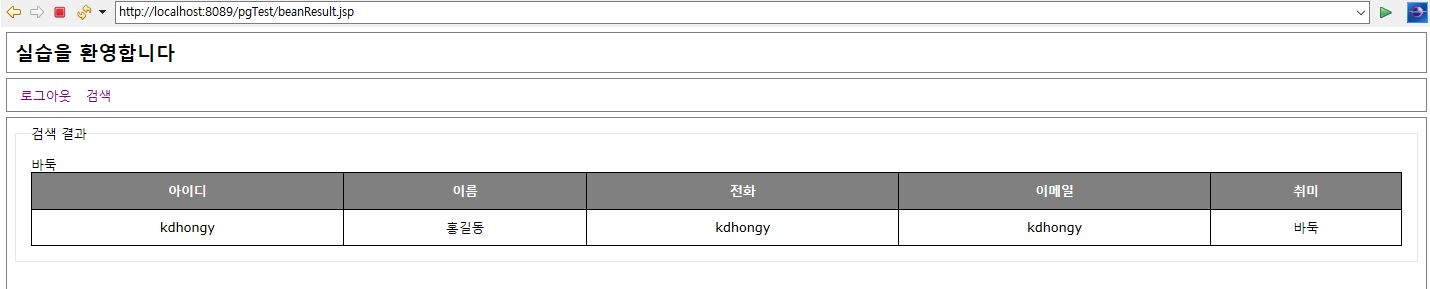 http://localhost:8089/pgTest/beanResult.jsp
실습을 환영합니다
로그아웃 검색
검색 결과
바둑
아이디 이름 전화 이메일 취미
kdhongy 홍길동 kdhongy kdhongy 바둑